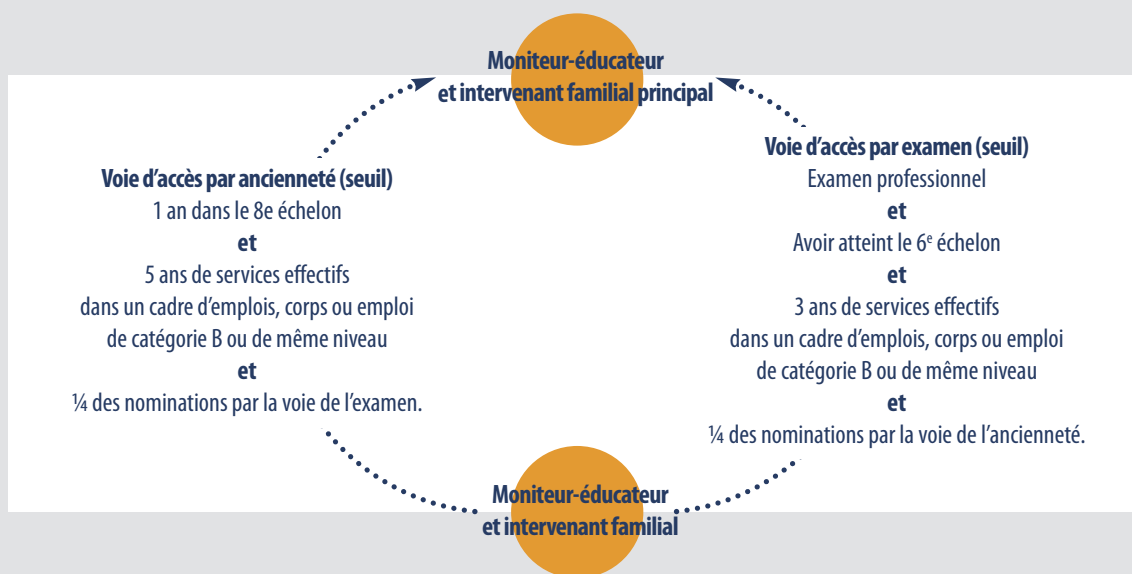 Moniteur-éducateur
et intervenant familial principal
Voie d'accès par ancienneté (seuil)
1 an dans le 8e échelon
et
5 ans de services effectifs
dans un cadre d'emplois, corps ou emploi
de catégorie B ou de même niveau
et
¼ des nominations par la voie de l'examen.
Voie d'accès par examen (seuil)
Examen professionnel
et
Avoir atteint le 6e échelon
et
3 ans de services effectifs
dans un cadre d'emplois, corps ou emploi
de catégorie B ou de même niveau
et
¼ des nominations par la voie de l'ancienneté.
Moniteur-éducateur
et intervenant familial